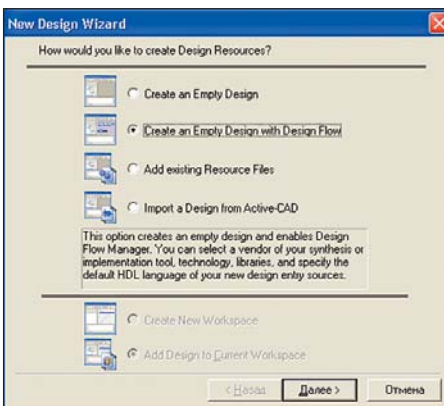 New Design Wizard
How would you like to create Design Resources?
Create an Empty Design
Create an Empty Design with Design Flow
Add existing Resource Files
Import a Design from Active-CAD
This option creates an empty design and enables Design
Flow Manager. You can select a vendor of your synthesis or
implementation tool, technology, libraries, and specify the
default HDL language of your new design entry sources.
Create New Workspace
Add Design to Current Workspace
< Назад Далее > Отмена